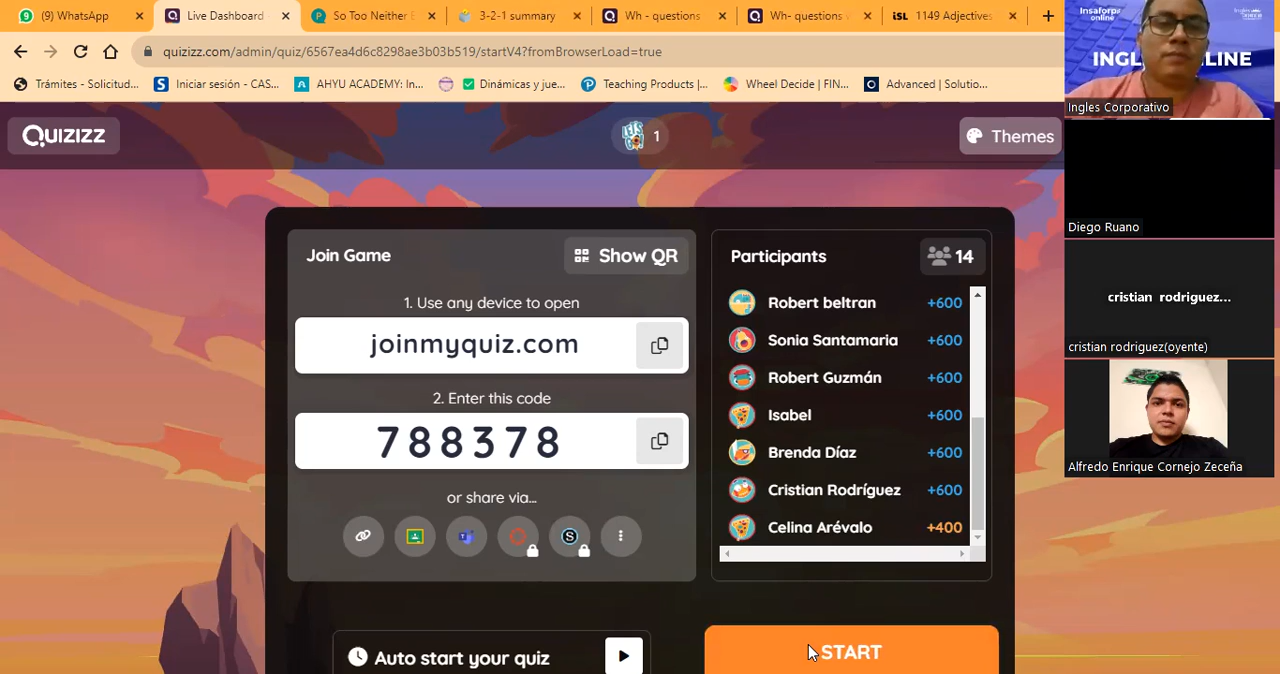 (9) WhatsApp
Live Dashboard
So Too Neither E
3-2-1 summary
Wh - questions
Wh- questions v
iSL 1149 Adjectives
quizizz.com/admin/quiz/6567ea4d6c8298ae3b03b519/startV4?fromBrowserLoad=true
Trámites - Solicitud...
Iniciar sesión - CAS...
AHYU ACADEMY: In...
Dinámicas y jue...
Teaching Products |...
Wheel Decide | FIN...
Advanced | Solutio...
Quizizz
1
Themes
Join Game
Show QR
1. Use any device to open
joinmyquiz.com
2. Enter this code
788378
or share via...
Participants
14
Robert beltran +600
Sonia Santamaria +600
Robert Guzmán +600
Isabel +600
Brenda Díaz +600
Cristian Rodríguez +600
Celina Arévalo +400
Auto start your quiz
START
Ingles Corporativo
Diego Ruano
cristian rodriguez...
cristian rodriguez(oyente)
Alfredo Enrique Cornejo Zeceña